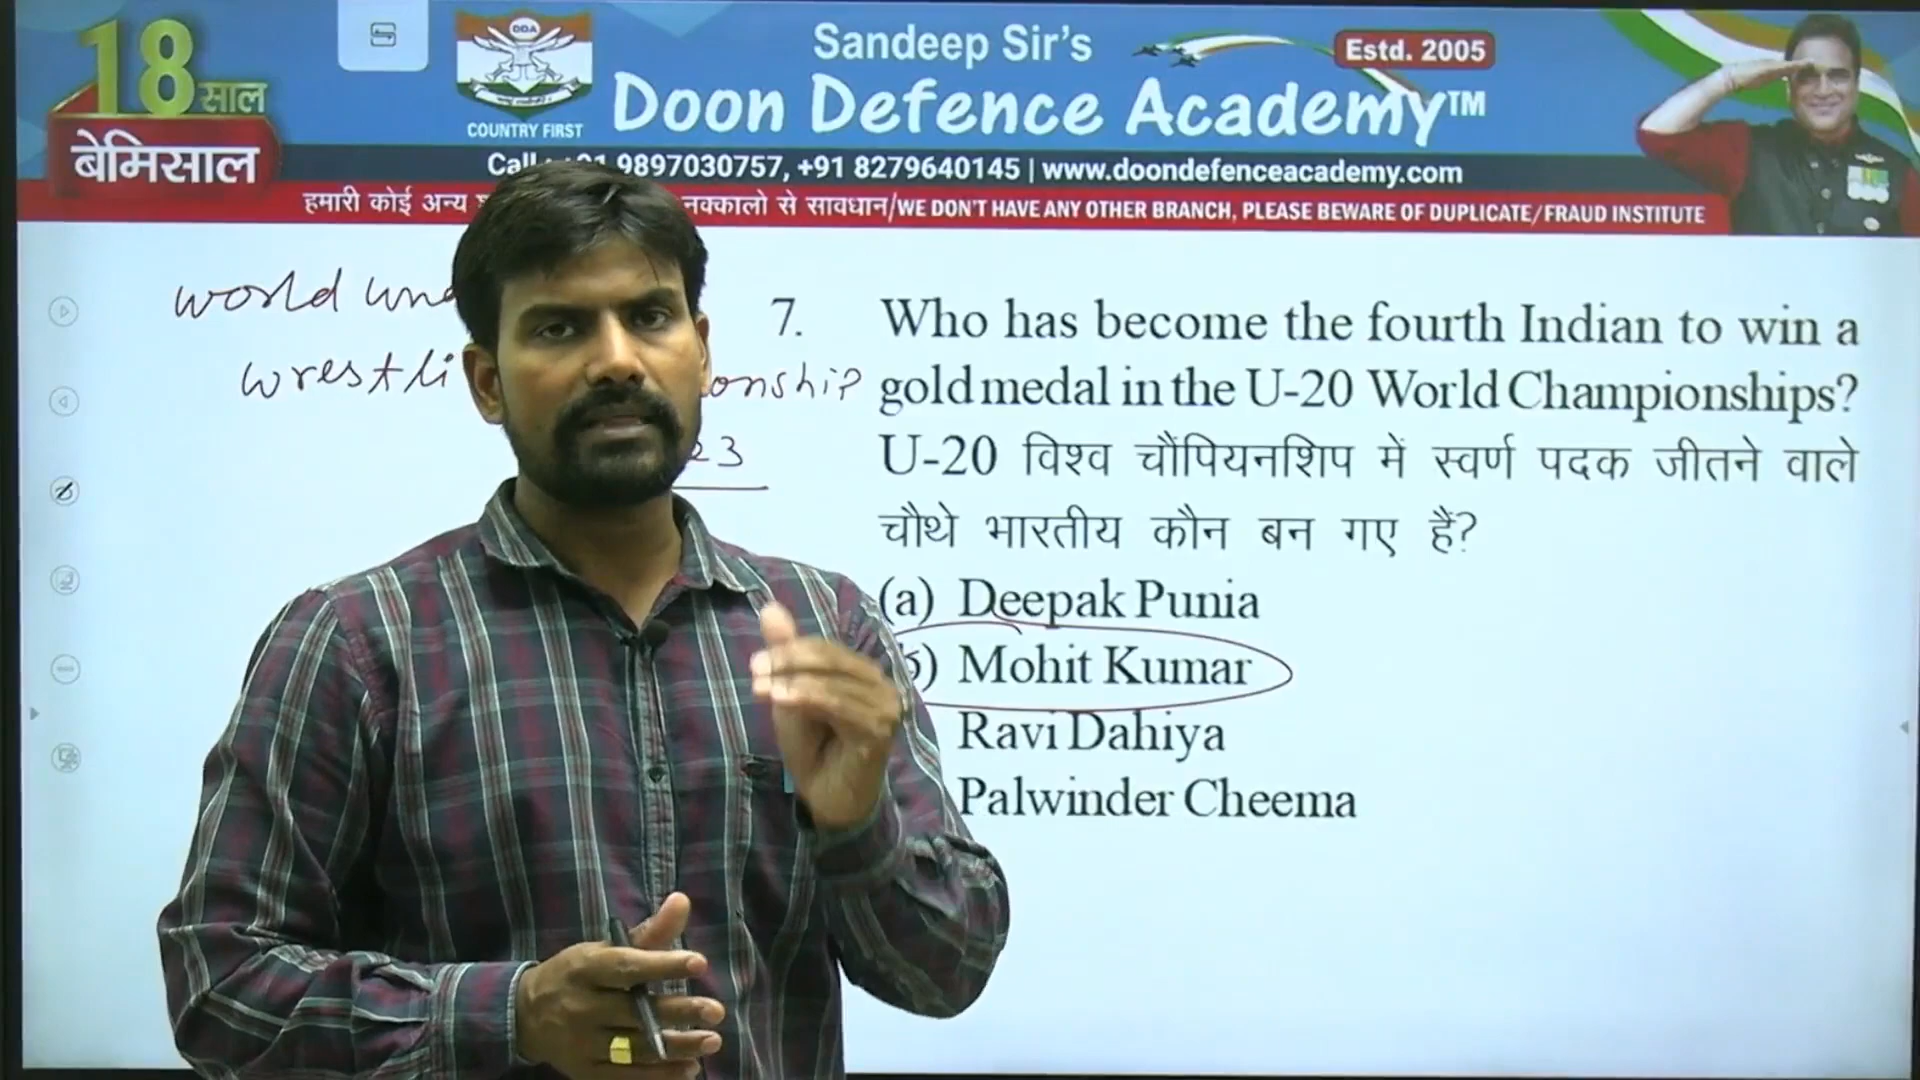 18 साल
बेमिसाल
DDA
COUNTRY FIRST
Sandeep Sir's
Estd. 2005
Doon Defence Academy™
Call 9897030757, +91 8279640145 | www.doondefenceacademy.com
हमारी कोई अन्य नक्कालो से सावधान/WE DON'T HAVE ANY OTHER BRANCH, PLEASE BEWARE OF DUPLICATE/FRAUD INSTITUTE
world
23
7. Who has become the fourth Indian to win a
gold medal in the U-20 World Championships?
U-20 विश्व चौंपियनशिप में स्वर्ण पदक जीतने वाले
चौथे भारतीय कौन बन गए हैं?
(a) Deepak Punia
b) Mohit Kumar
Ravi Dahiya
Palwinder Cheema